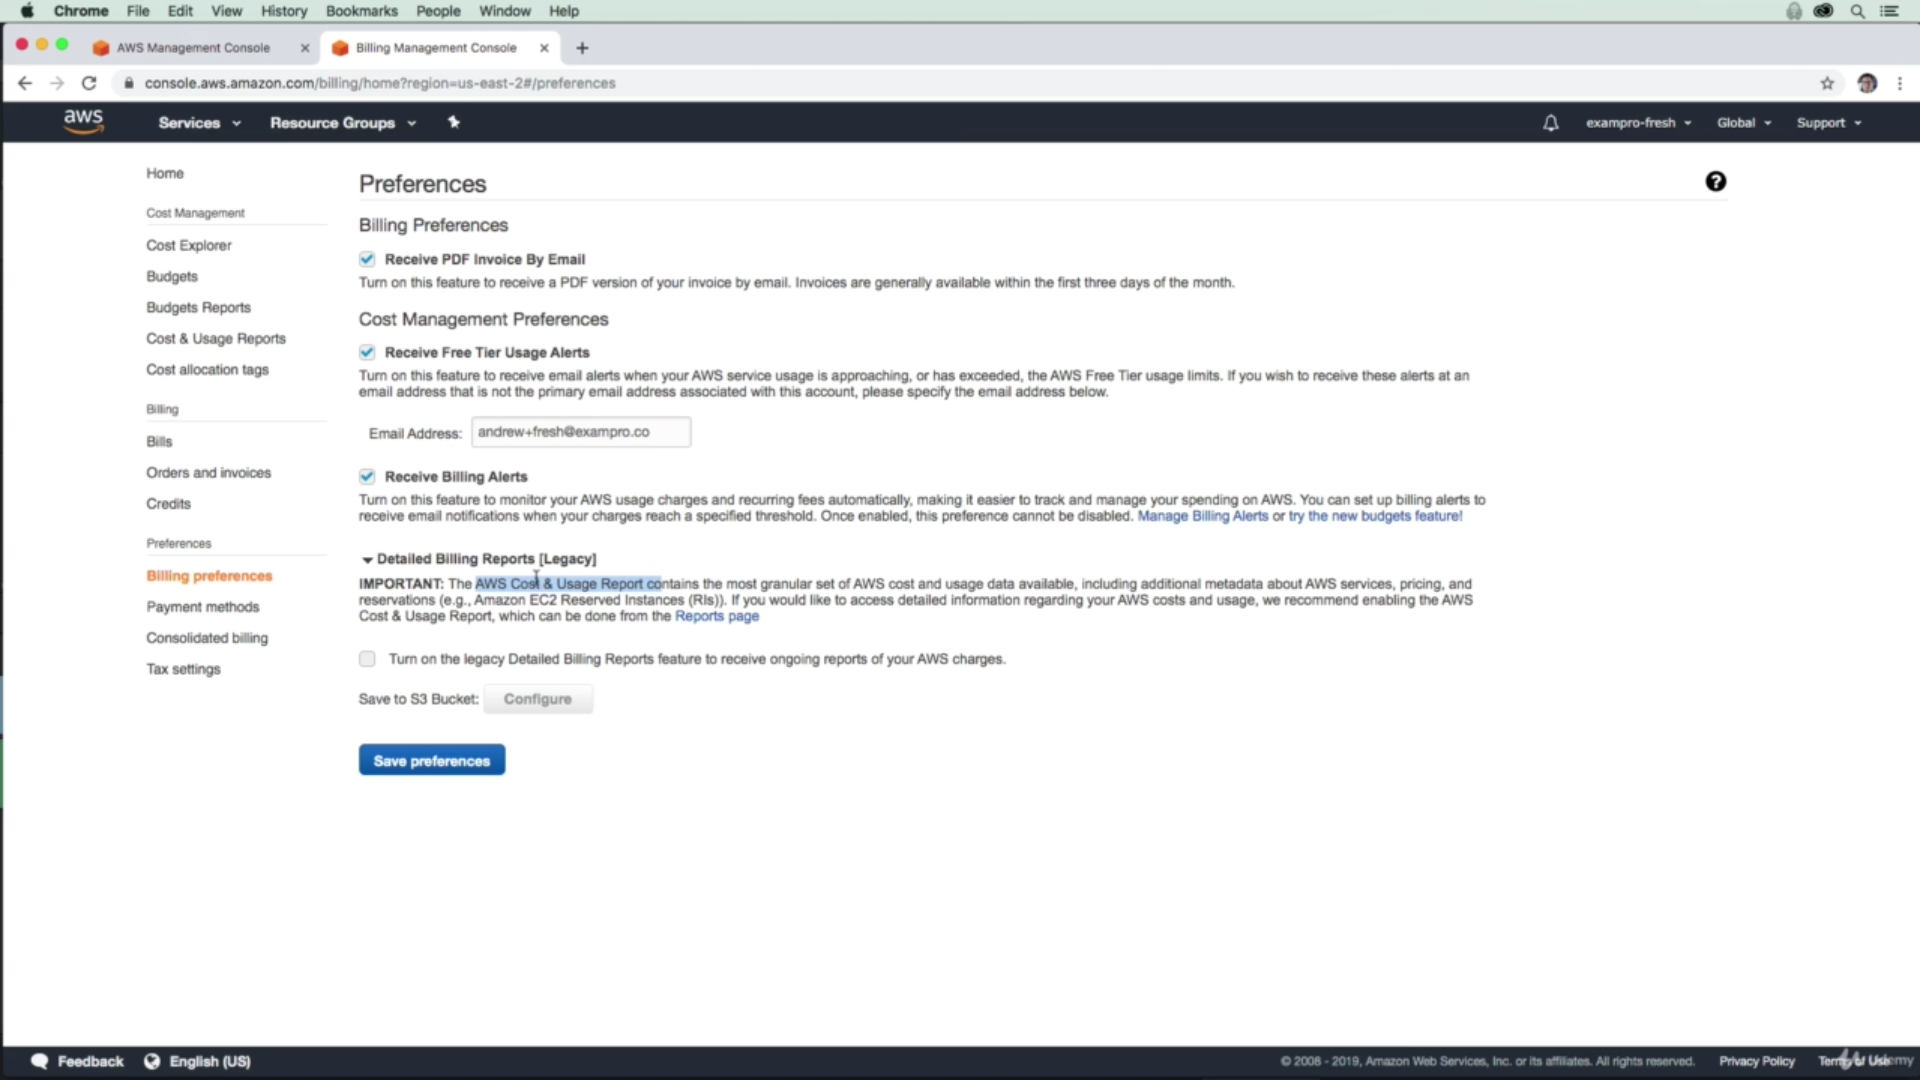 Chrome File Edit View History Bookmarks People Window Help
AWS Management Console
Billing Management Console
console.aws.amazon.com/billing/home?region=us-east-2#/preferences
aws Services Resource Groups exampro-fresh Global Support
Home
Cost Management
Cost Explorer
Budgets
Budgets Reports
Cost & Usage Reports
Cost allocation tags
Billing
Bills
Orders and invoices
Credits
Preferences
Billing preferences
Payment methods
Consolidated billing
Tax settings
Preferences
Billing Preferences
Receive PDF Invoice By Email
Turn on this feature to receive a PDF version of your invoice by email. Invoices are generally available within the first three days of the month.
Cost Management Preferences
Receive Free Tier Usage Alerts
Turn on this feature to receive email alerts when your AWS service usage is approaching, or has exceeded, the AWS Free Tier usage limits. If you wish to receive these alerts at an
email address that is not the primary email address associated with this account, please specify the email address below.
Email Address: andrew+fresh@exampro.co
Receive Billing Alerts
Turn on this feature to monitor your AWS usage charges and recurring fees automatically, making it easier to track and manage your spending on AWS. You can set up billing alerts to
receive email notifications when your charges reach a specified threshold. Once enabled, this preference cannot be disabled. Manage Billing Alerts or try the new budgets feature!
Detailed Billing Reports [Legacy]
IMPORTANT: The AWS Cost & Usage Report contains the most granular set of AWS cost and usage data available, including additional metadata about AWS services, pricing, and
reservations (e.g., Amazon EC2 Reserved Instances (RIs)). If you would like to access detailed information regarding your AWS costs and usage, we recommend enabling the AWS
Cost & Usage Report, which can be done from the Reports page
Turn on the legacy Detailed Billing Reports feature to receive ongoing reports of your AWS charges.
Save to S3 Bucket: Configure
Save preferences
Feedback English (US)
© 2008 - 2019, Amazon Web Services, Inc. or its affiliates. All rights reserved. Privacy Policy Terms of Use